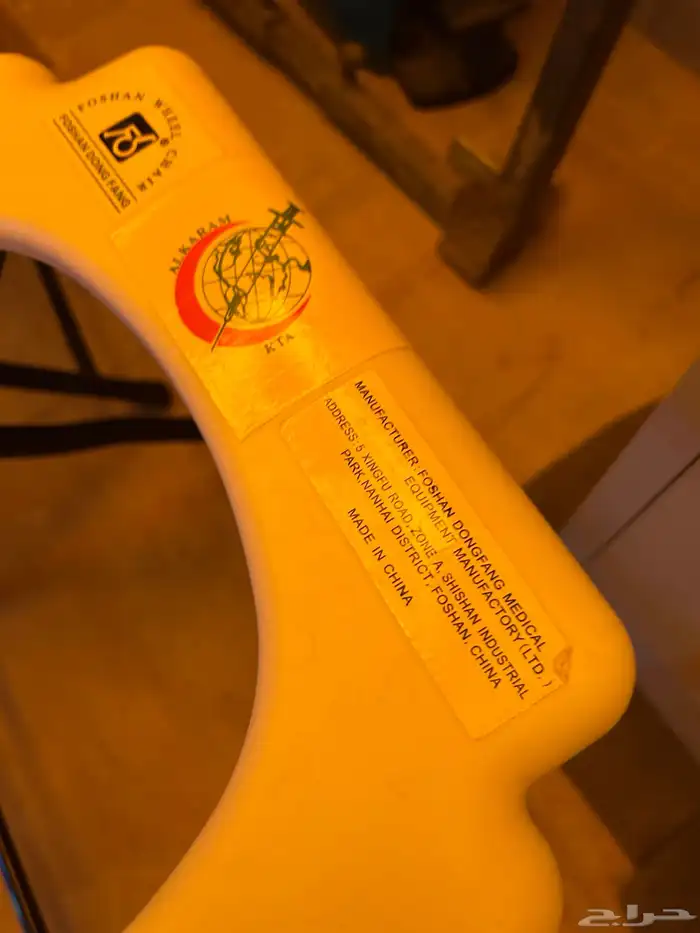 FOSHAN WHEEL CHAIR
FOSHAN DONG FANG
ALKARAM
KTA
MANUFACTURER:FOSHAN DONGFANG MEDICAL
EQUIPMENT MANUFACTORY (LTD.)
ADDRESS:5 XINGFU ROAD,ZONE A, SHISHAN INDUSTRIAL
PARK,NANHAI DISTRICT, FOSHAN, CHINA
MADE IN CHINA
حراج